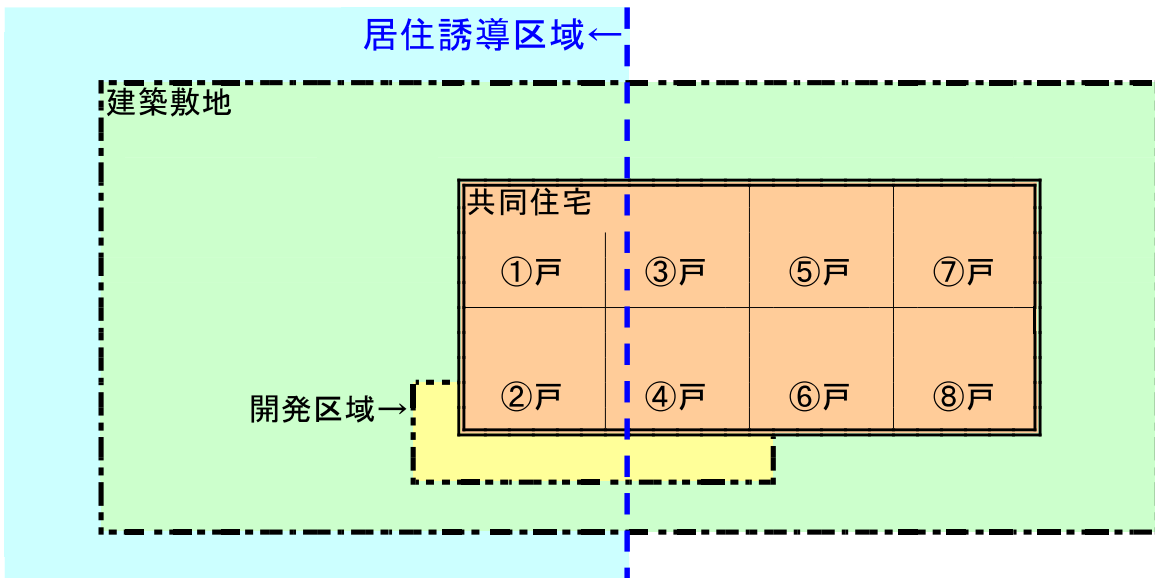 居住誘導区域←
建築敷地
共同住宅
①戸 ③戸 ⑤戸 ⑦戸
開発区域→
②戸 ④戸 ⑥戸 ⑧戸